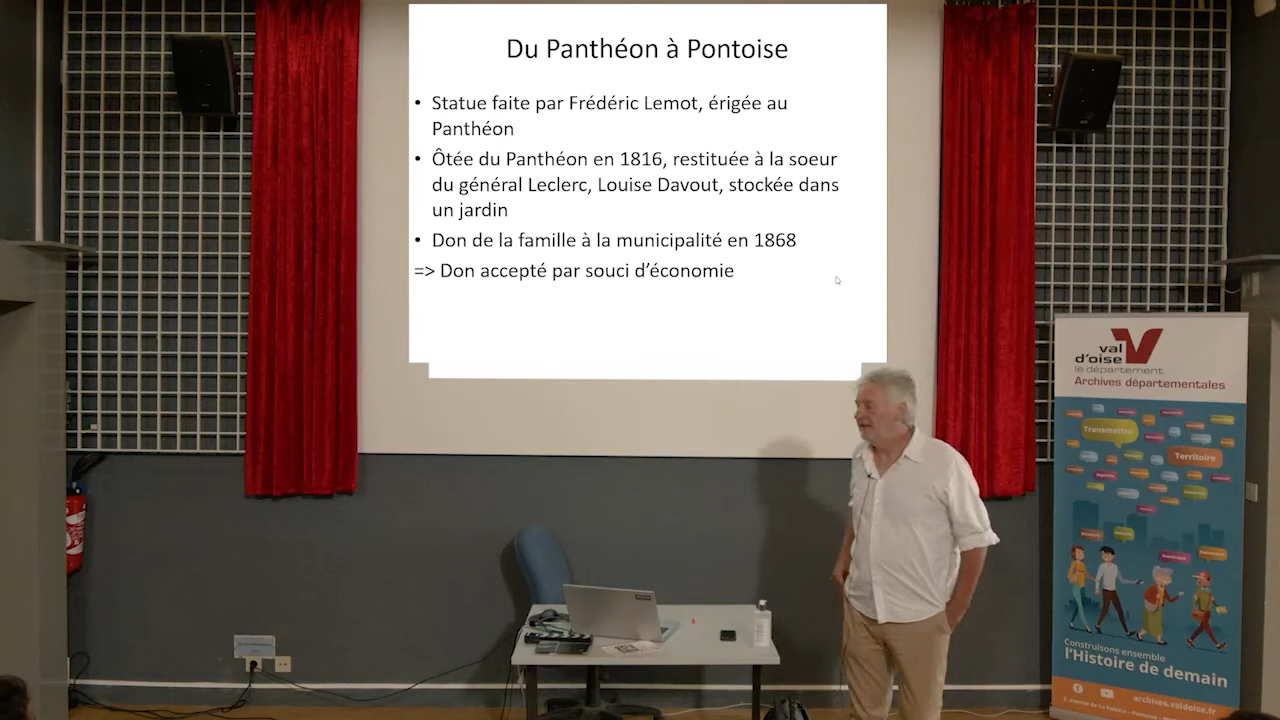 Du Panthéon à Pontoise
• Statue faite par Frédéric Lemot, érigée au
Panthéon
• Ôtée du Panthéon en 1816, restituée à la soeur
du général Leclerc, Louise Davout, stockée dans
un jardin
• Don de la famille à la municipalité en 1868
=> Don accepté par souci d’économie
val
d'oise
le département
Archives départementales
Transmettre
Territoire
Construisons ensemble
l'Histoire de demain
archives.valdoise.fr